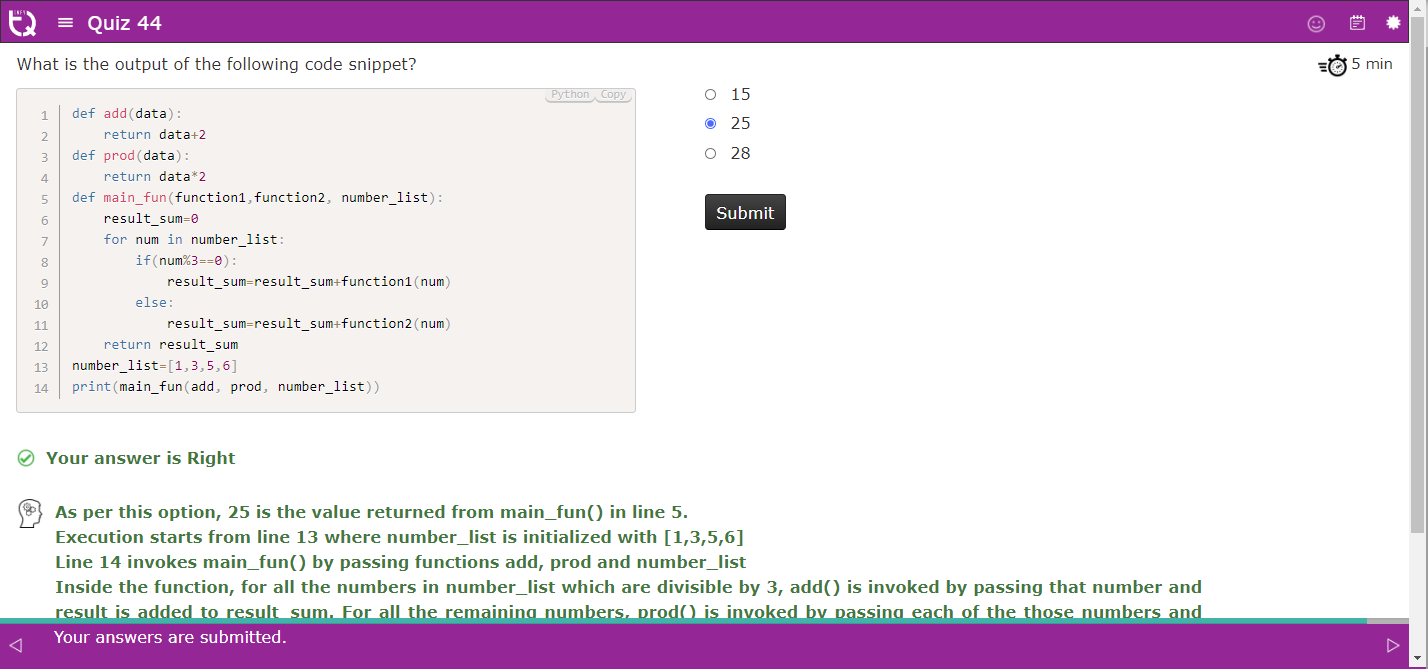 INFY
TQ
Quiz 44
What is the output of the following code snippet?
5 min
Python Copy
1 def add(data):
2     return data+2
3 def prod(data):
4     return data*2
5 def main_fun(function1,function2, number_list):
6     result_sum=0
7     for num in number_list:
8         if(num%3==0):
9             result_sum=result_sum+function1(num)
10         else:
11             result_sum=result_sum+function2(num)
12     return result_sum
13 number_list=[1,3,5,6]
14 print(main_fun(add, prod, number_list))
15
25
28
Submit
Your answer is Right
As per this option, 25 is the value returned from main_fun() in line 5.
Execution starts from line 13 where number_list is initialized with [1,3,5,6]
Line 14 invokes main_fun() by passing functions add, prod and number_list
Inside the function, for all the numbers in number_list which are divisible by 3, add() is invoked by passing that number and
result is added to result_sum. For all the remaining numbers, prod() is invoked by passing each of the those numbers and
Your answers are submitted.